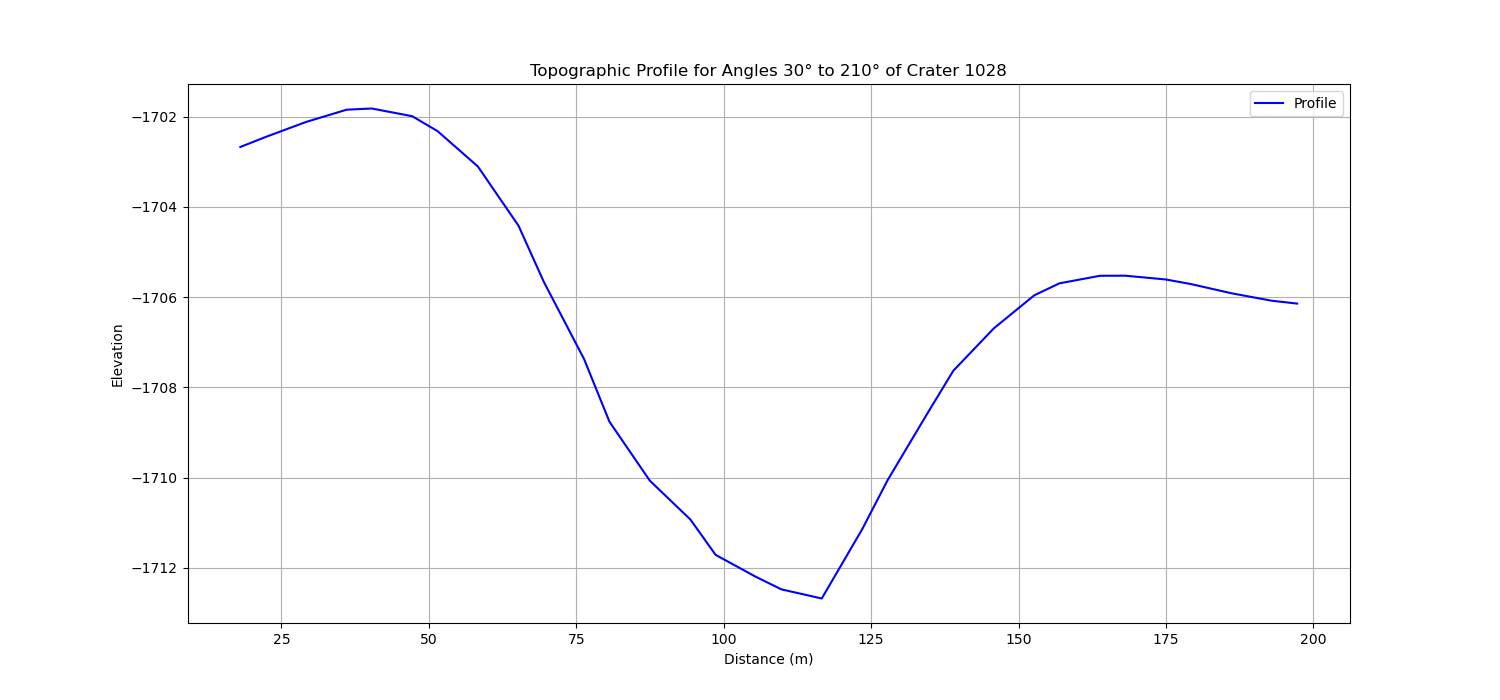 Topographic Profile for Angles 30° to 210° of Crater 1028
Profile
Elevation
−1702
−1704
−1706
−1708
−1710
−1712
25 50 75 100 125 150 175 200
Distance (m)